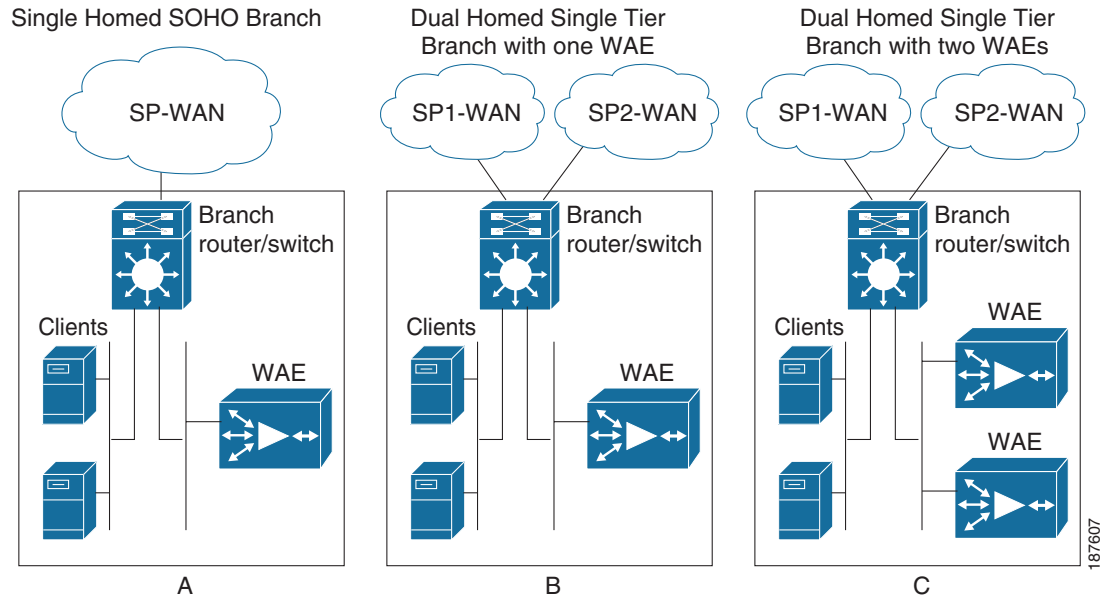 Single Homed SOHO Branch
SP-WAN
Branch
router/switch
Clients
WAE
A
Dual Homed Single Tier
Branch with one WAE
SP1-WAN
SP2-WAN
Branch
router/switch
Clients
WAE
B
Dual Homed Single Tier
Branch with two WAEs
SP1-WAN
SP2-WAN
Branch
router/switch
Clients
WAE
WAE
C
187607